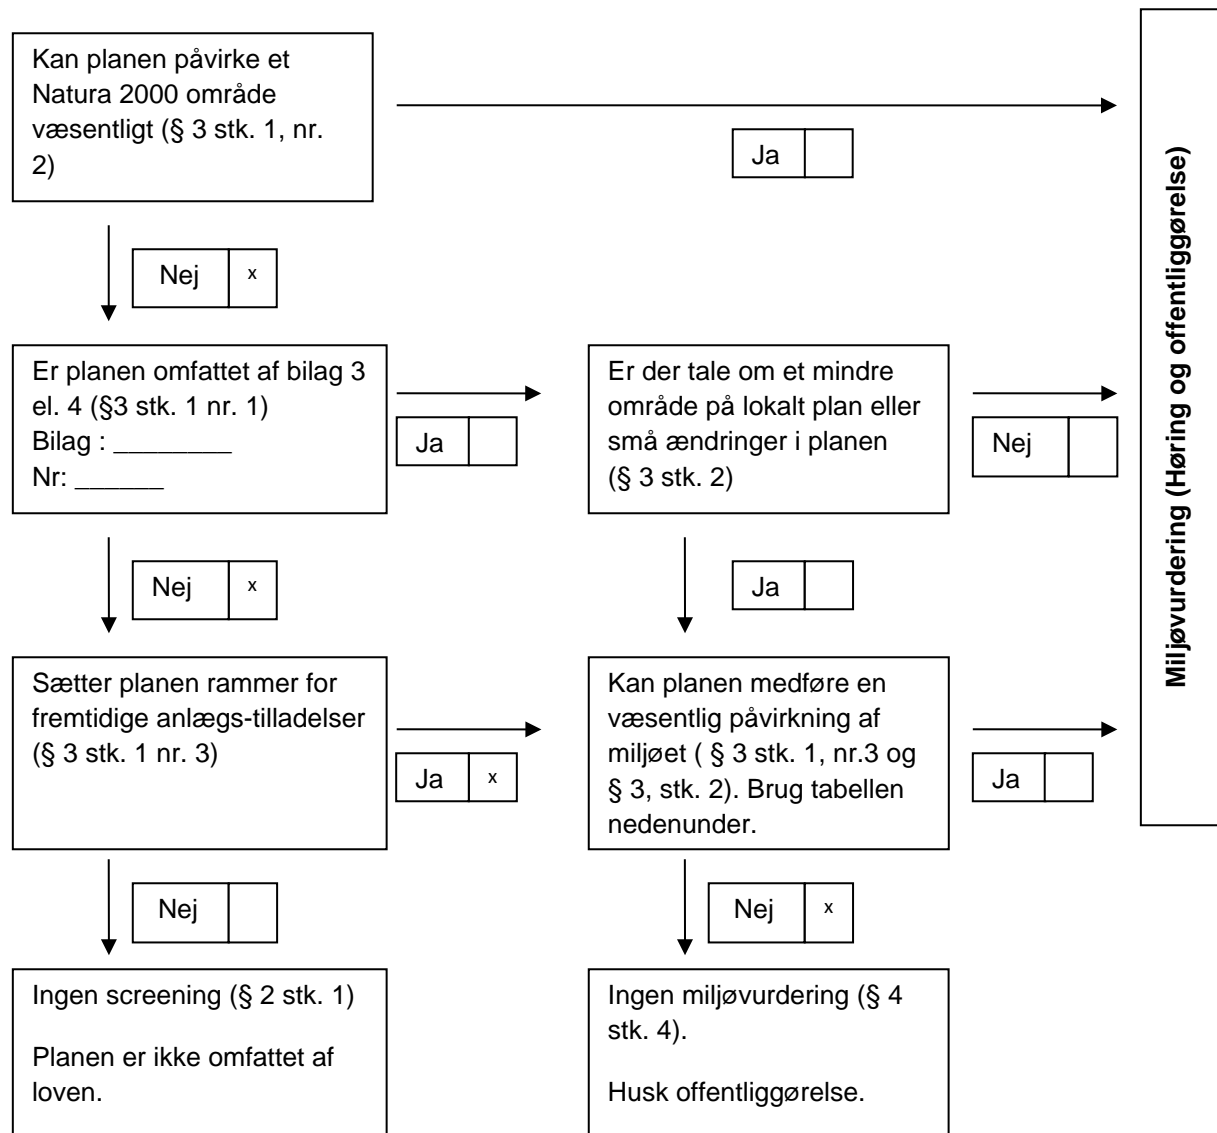 Kan planen påvirke et
Natura 2000 område
væsentligt (§ 3 stk. 1, nr.
2)
Ja
Miljøvurdering (Høring og offentliggørelse)
Nej x
Er planen omfattet af bilag 3
el. 4 (§3 stk. 1 nr. 1)
Bilag : ________
Nr: ______
Ja
Er der tale om et mindre
område på lokalt plan eller
små ændringer i planen
(§ 3 stk. 2)
Nej
Nej x
Ja
Sætter planen rammer for
fremtidige anlægs-tilladelser
(§ 3 stk. 1 nr. 3)
Ja x
Kan planen medføre en
væsentlig påvirkning af
miljøet ( § 3 stk. 1, nr.3 og
§ 3, stk. 2). Brug tabellen
nedenunder.
Ja
Nej
Nej x
Ingen screening (§ 2 stk. 1)
Planen er ikke omfattet af
loven.
Ingen miljøvurdering (§ 4
stk. 4).
Husk offentliggørelse.